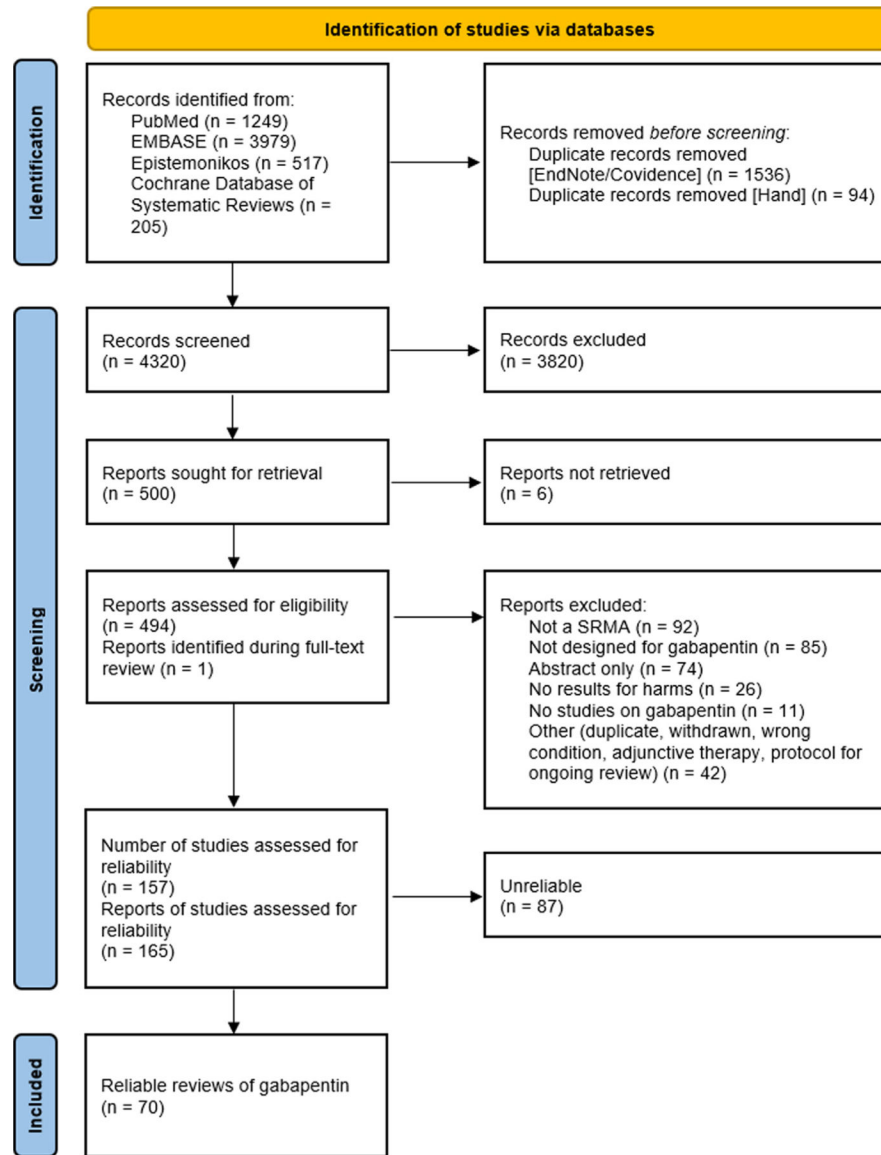 Identification of studies via databases
Identification
Records identified from:
PubMed (n = 1249)
EMBASE (n = 3979)
Epistemonikos (n = 517)
Cochrane Database of
Systematic Reviews (n =
205)
Records removed before screening:
Duplicate records removed
[EndNote/Covidence] (n = 1536)
Duplicate records removed [Hand] (n = 94)
Screening
Records screened
(n = 4320)
Records excluded
(n = 3820)
Reports sought for retrieval
(n = 500)
Reports not retrieved
(n = 6)
Reports assessed for eligibility
(n = 494)
Reports identified during full-text
review (n = 1)
Reports excluded:
Not a SRMA (n = 92)
Not designed for gabapentin (n = 85)
Abstract only (n = 74)
No results for harms (n = 26)
No studies on gabapentin (n = 11)
Other (duplicate, withdrawn, wrong
condition, adjunctive therapy, protocol for
ongoing review) (n = 42)
Number of studies assessed for
reliability
(n = 157)
Reports of studies assessed for
reliability
(n = 165)
Unreliable
(n = 87)
Included
Reliable reviews of gabapentin
(n = 70)